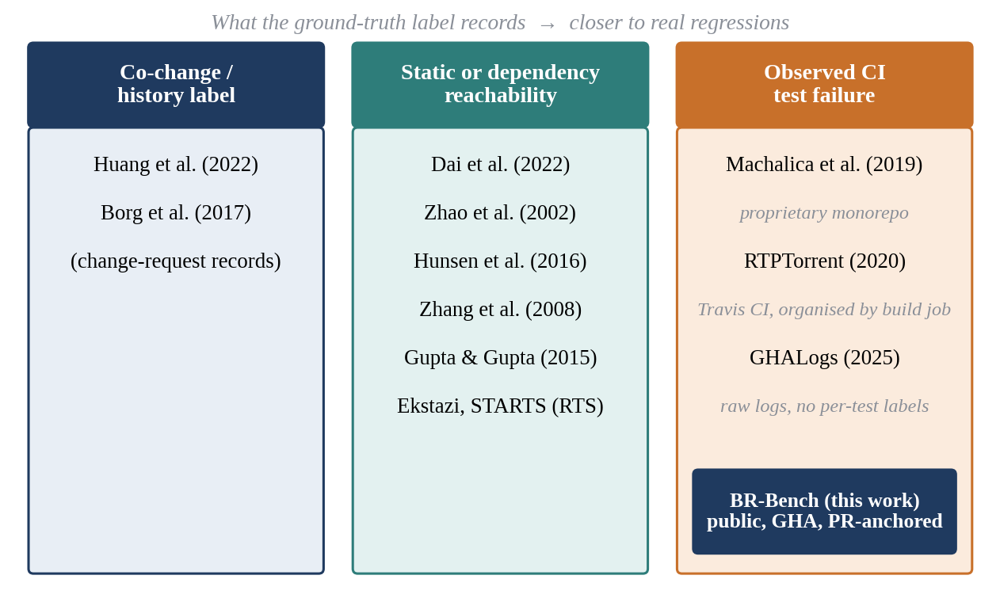 What the ground-truth label records → closer to real regressions
Co-change /
history label
Huang et al. (2022)
Borg et al. (2017)
(change-request records)
Static or dependency
reachability
Dai et al. (2022)
Zhao et al. (2002)
Hunsen et al. (2016)
Zhang et al. (2008)
Gupta & Gupta (2015)
Ekstazi, STARTS (RTS)
Observed CI
test failure
Machalica et al. (2019)
proprietary monorepo
RTPTorrent (2020)
Travis CI, organised by build job
GHALogs (2025)
raw logs, no per-test labels
BR-Bench (this work)
public, GHA, PR-anchored